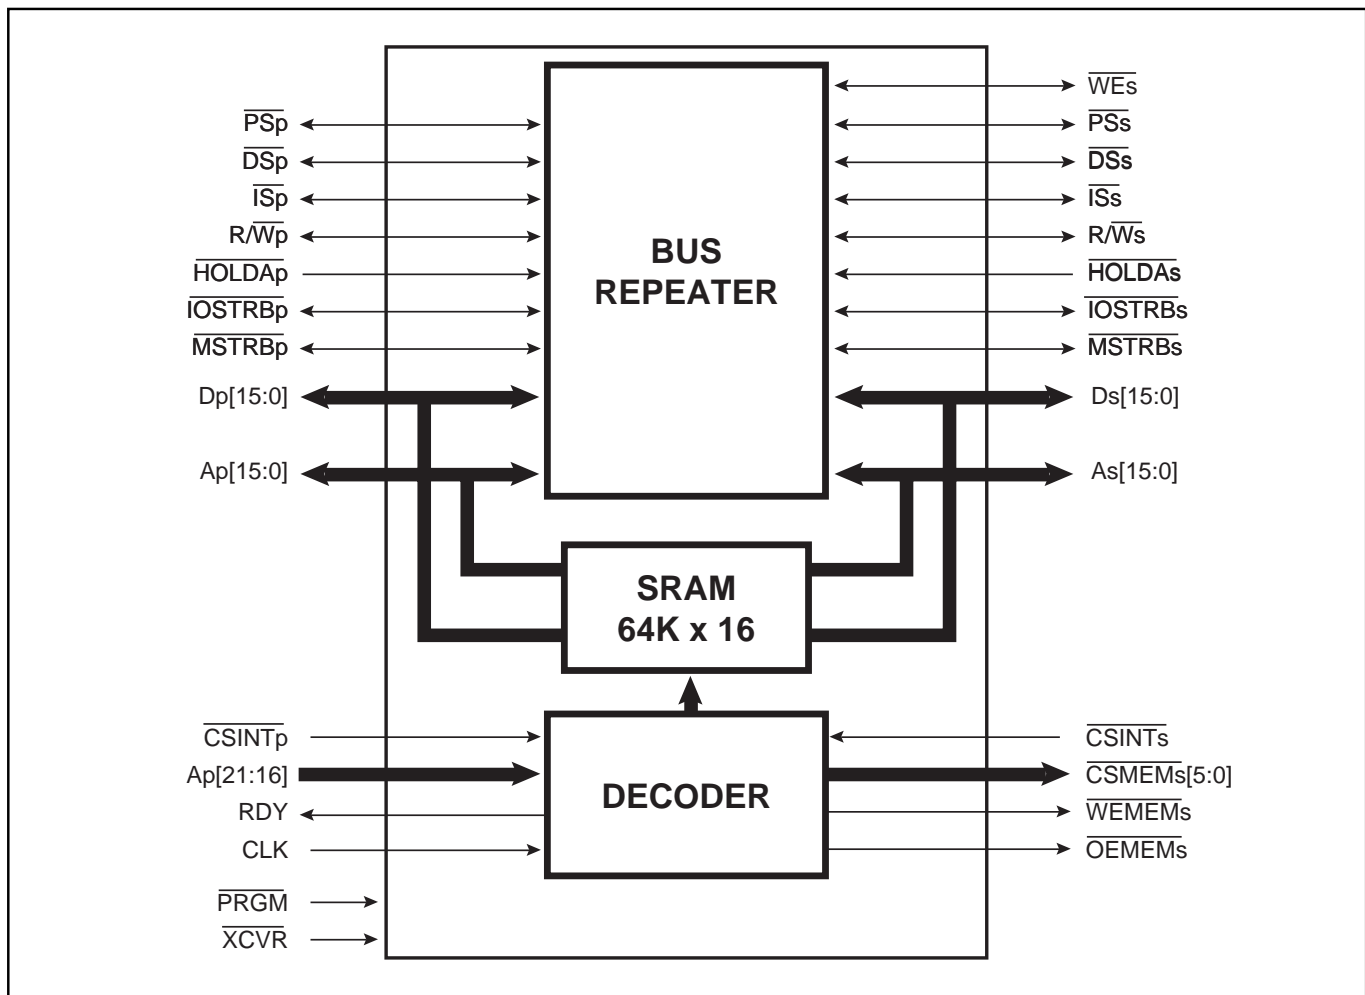 WEs
PSp
PSs
DSp
DSs
ISp
ISs
R/Wp
R/Ws
BUS
REPEATER
HOLDAp
HOLDAs
IOSTRBp
IOSTRBs
MSTRBp
MSTRBs
Dp[15:0]
Ds[15:0]
Ap[15:0]
As[15:0]
SRAM
64K x 16
CSINTp
CSINTs
Ap[21:16]
CSMEMs[5:0]
DECODER
RDY
WEMEMs
CLK
OEMEMs
PRGM
XCVR